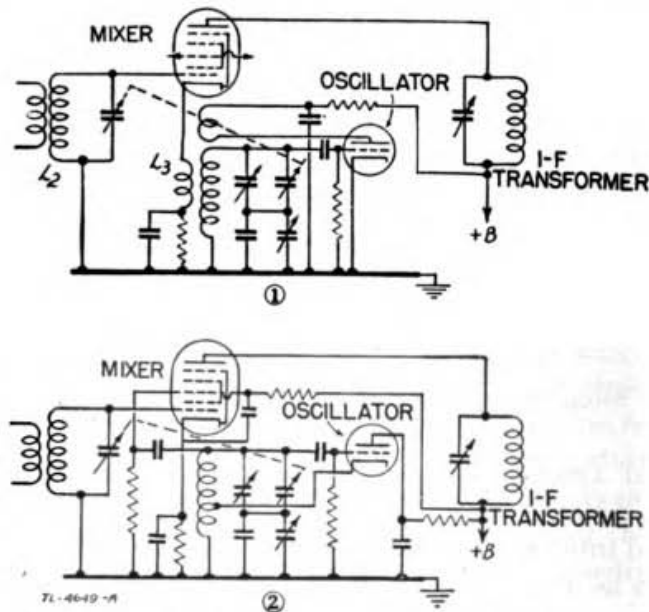 MIXER
OSCILLATOR
L2
L3
I-F
TRANSFORMER
+B
①
MIXER
OSCILLATOR
I-F
TRANSFORMER
+B
TL-4649-A
②